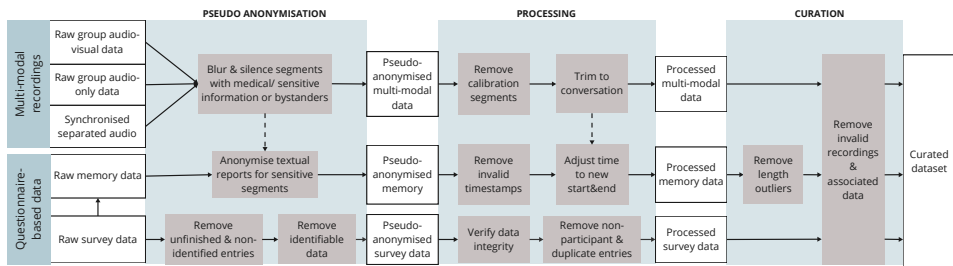 PSEUDO ANONYMISATION
PROCESSING
CURATION
Multi-modal
recordings
Raw group audio-
visual data
Raw group audio-
only data
Synchronised
separated audio
Blur & silence segments
with medical/ sensitive
information or bystanders
Pseudo-
anonymised
multi-modal
data
Remove
calibration
segments
Trim to
conversation
Processed
multi-modal
data
Questionnaire-
based data
Raw memory data
Anonymise textual
reports for sensitive
segments
Pseudo-
anonymised
memory
Remove
invalid
timestamps
Adjust time
to new
start&end
Processed
memory data
Remove
length
outliers
Remove
invalid
recordings
&
associated
data
Curated
dataset
Raw survey data
Remove
unfinished & non-
identified entries
Remove
identifiable
data
Pseudo-
anonymised
survey data
Verify data
integrity
Remove non-
participant &
duplicate entries
Processed
survey data